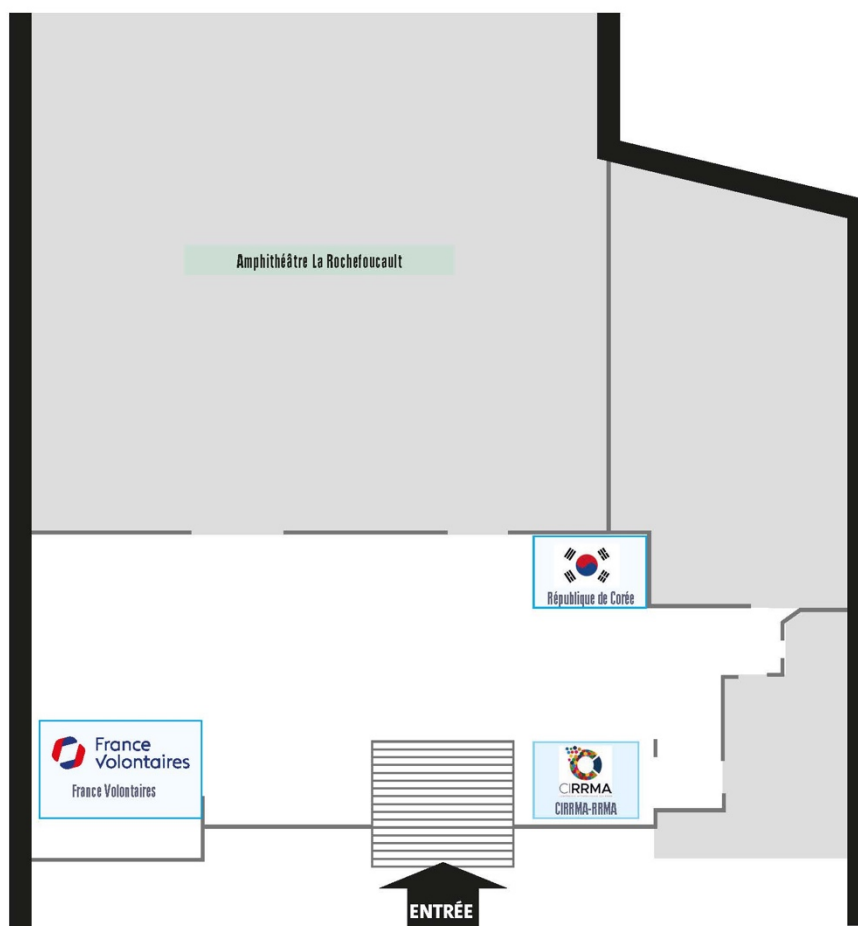 Amphithéâtre La Rochefoucault
République de Corée
France
Volontaires
France Volontaires
CIRRMA
CIRRMA-RRMA
ENTRÉE